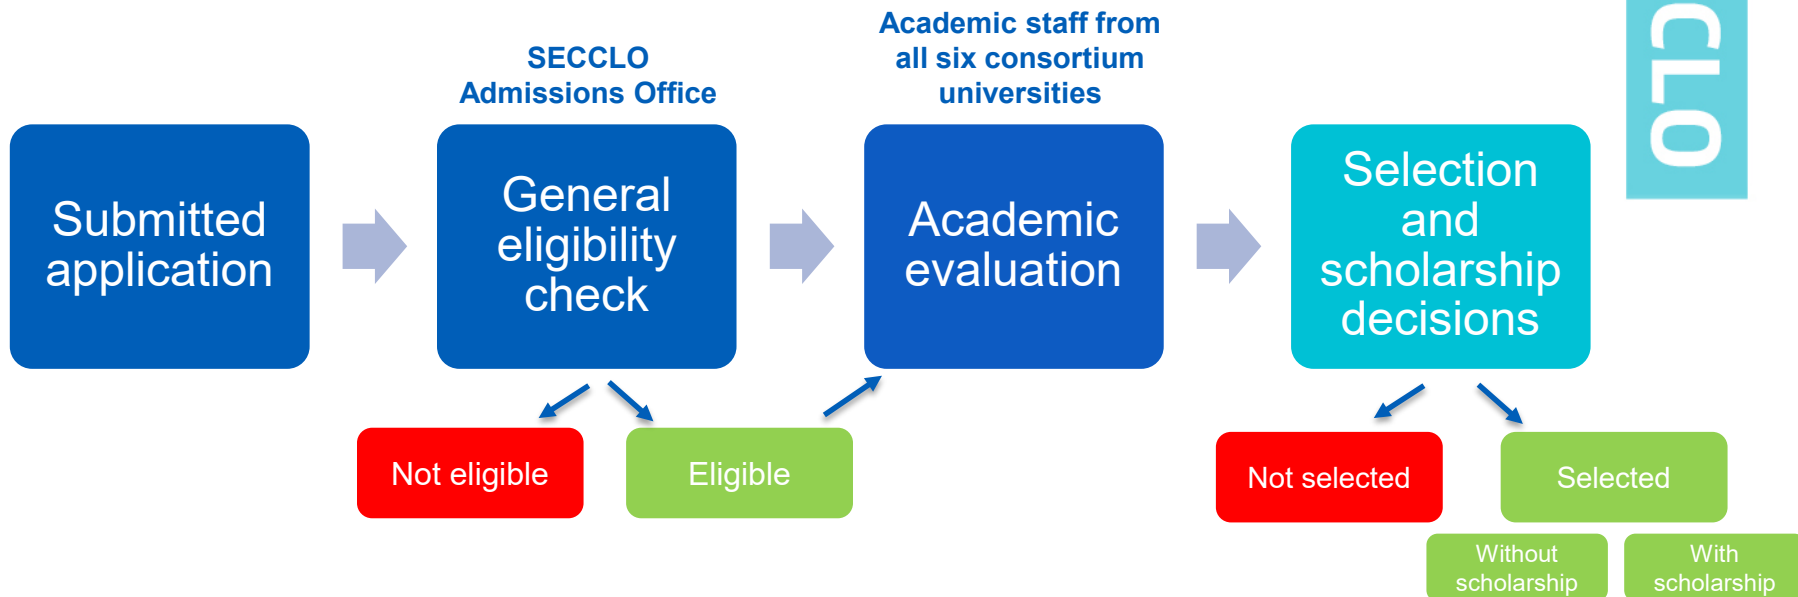 SECCLO
Admissions Office
Academic staff from
all six consortium
universities
CLO
Submitted
application
General
eligibility
check
Academic
evaluation
Selection
and
scholarship
decisions
Not eligible
Eligible
Not selected
Selected
Without
scholarship
With
scholarship